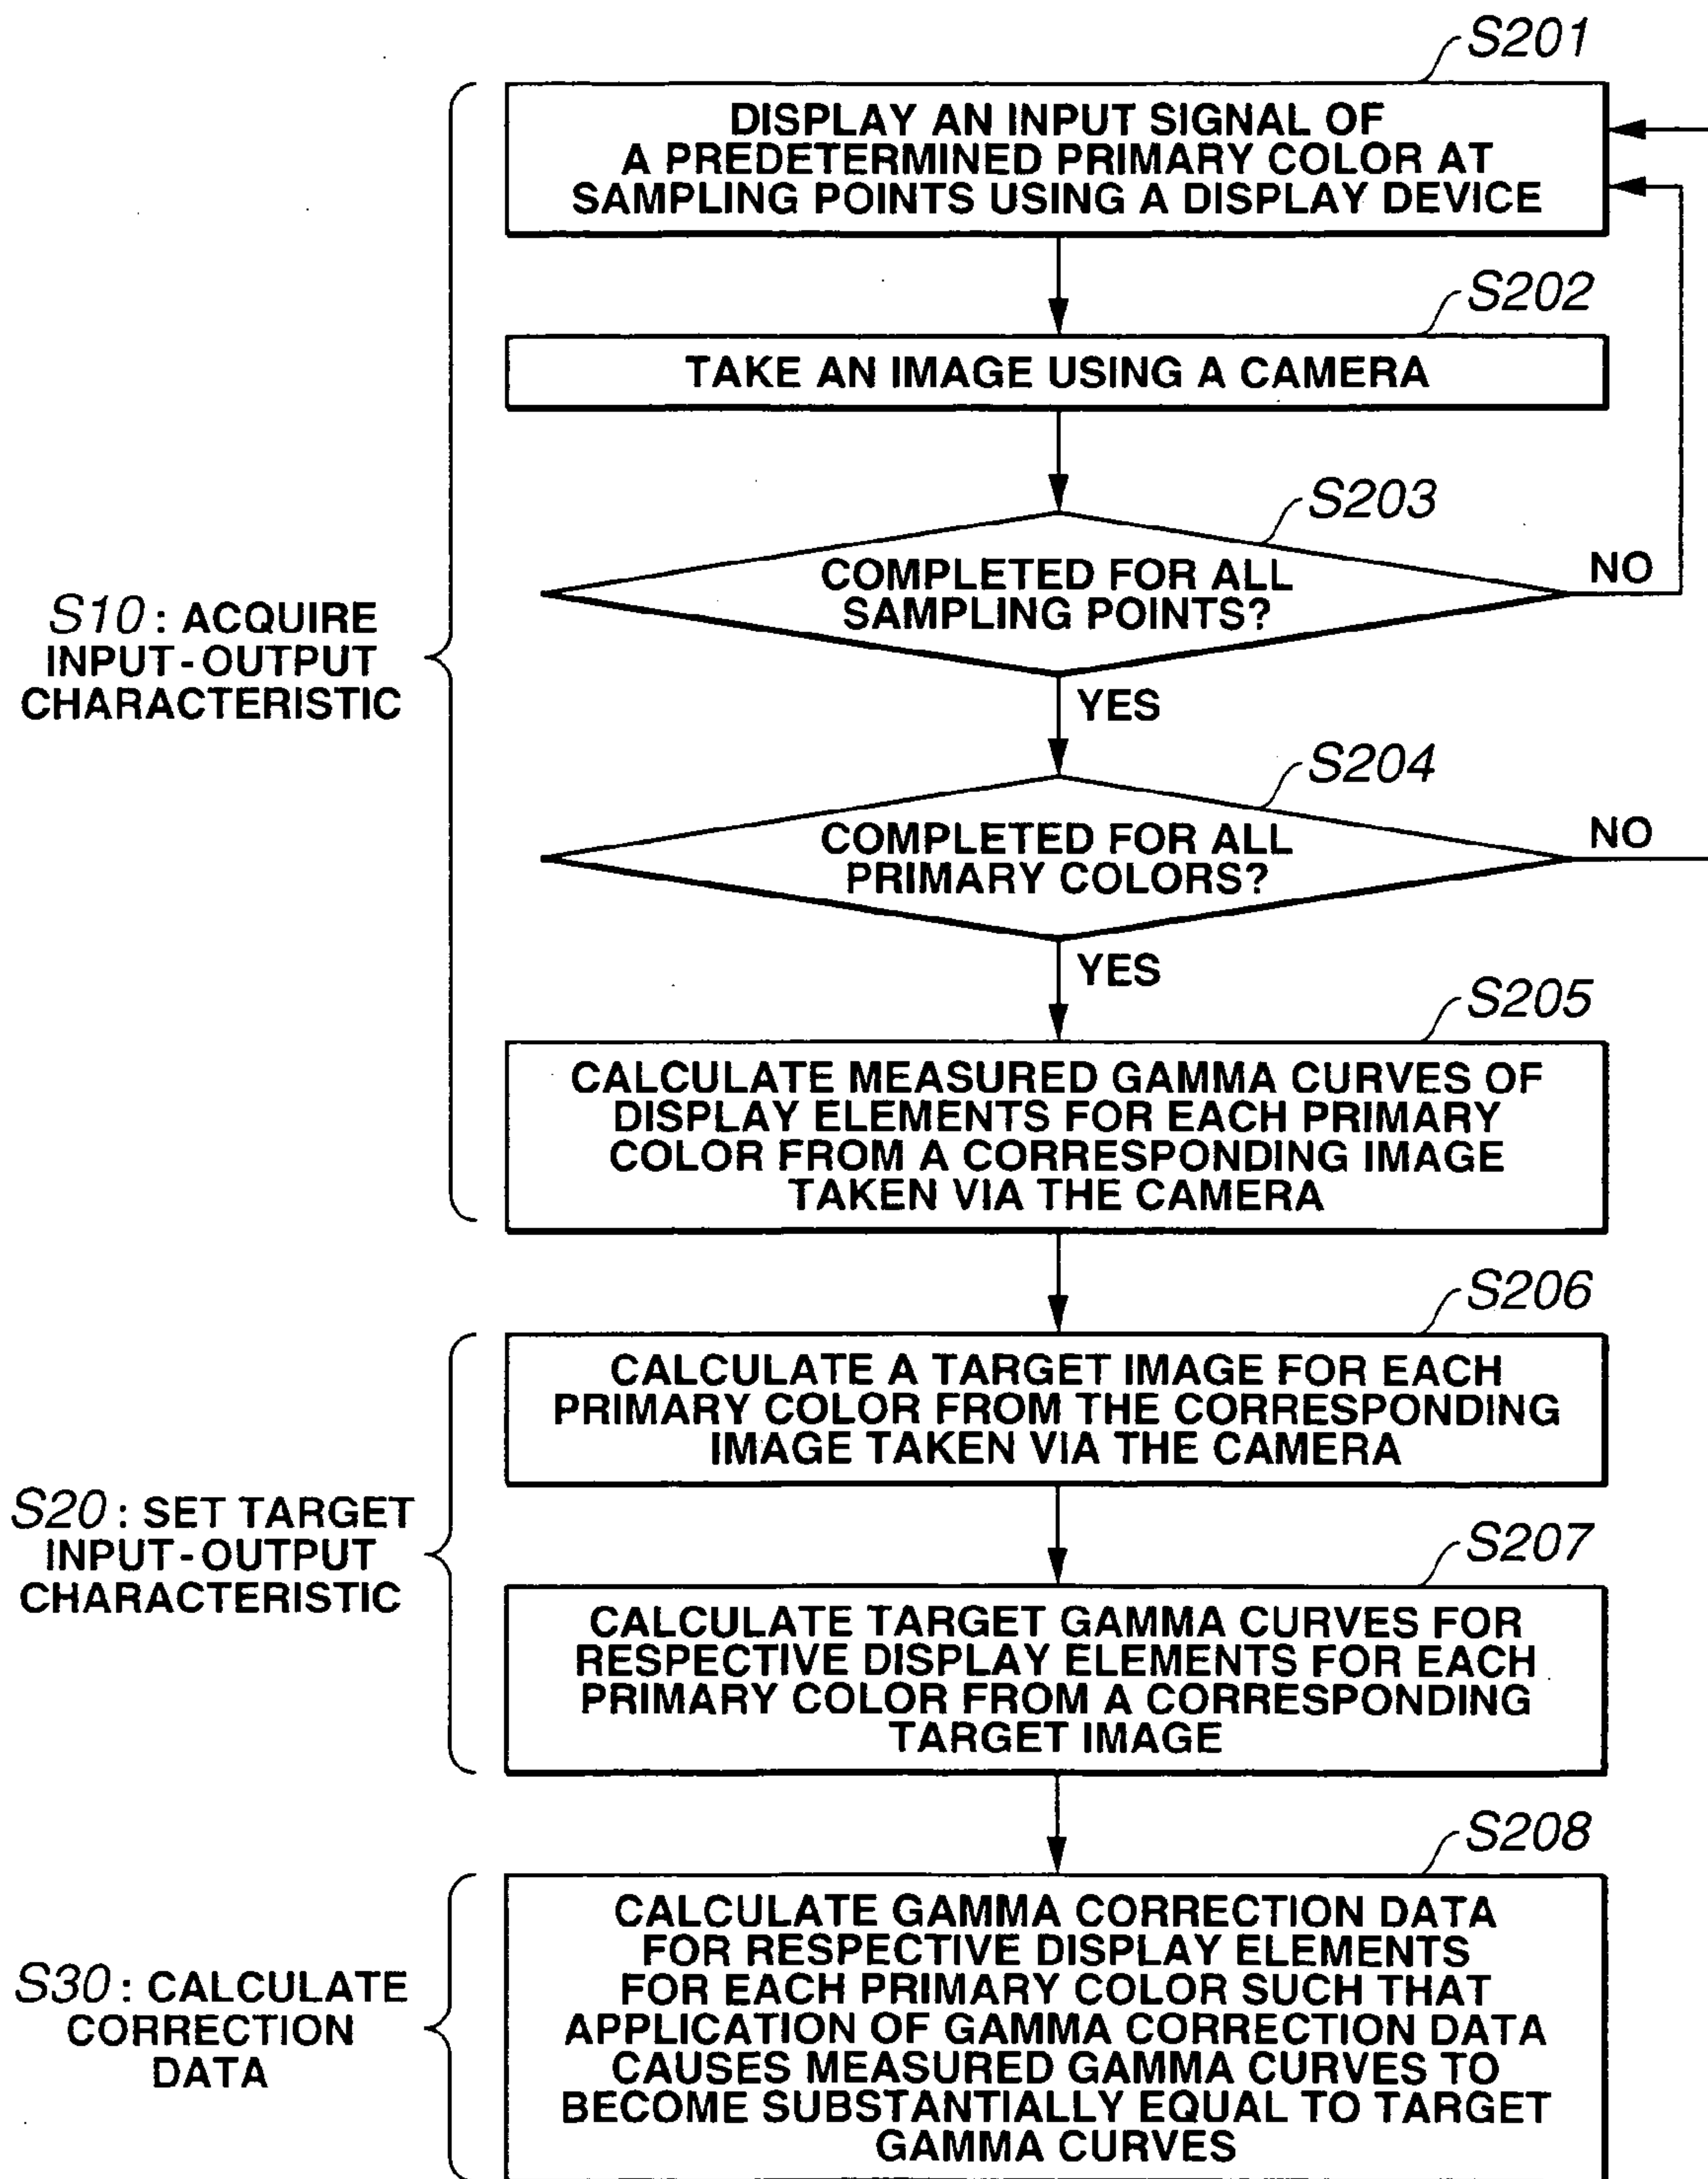 S201
DISPLAY AN INPUT SIGNAL OF
A PREDETERMINED PRIMARY COLOR AT
SAMPLING POINTS USING A DISPLAY DEVICE
S202
TAKE AN IMAGE USING A CAMERA
S203
COMPLETED FOR ALL
SAMPLING POINTS?
NO
YES
S10 : ACQUIRE
INPUT-OUTPUT
CHARACTERISTIC
S204
COMPLETED FOR ALL
PRIMARY COLORS?
NO
YES
S205
CALCULATE MEASURED GAMMA CURVES OF
DISPLAY ELEMENTS FOR EACH PRIMARY
COLOR FROM A CORRESPONDING IMAGE
TAKEN VIA THE CAMERA
S206
CALCULATE A TARGET IMAGE FOR EACH
PRIMARY COLOR FROM THE CORRESPONDING
IMAGE TAKEN VIA THE CAMERA
S20 : SET TARGET
INPUT-OUTPUT
CHARACTERISTIC
S207
CALCULATE TARGET GAMMA CURVES FOR
RESPECTIVE DISPLAY ELEMENTS FOR EACH
PRIMARY COLOR FROM A CORRESPONDING
TARGET IMAGE
S208
CALCULATE GAMMA CORRECTION DATA
FOR RESPECTIVE DISPLAY ELEMENTS
FOR EACH PRIMARY COLOR SUCH THAT
APPLICATION OF GAMMA CORRECTION DATA
CAUSES MEASURED GAMMA CURVES TO
BECOME SUBSTANTIALLY EQUAL TO TARGET
GAMMA CURVES
S30 : CALCULATE
CORRECTION
DATA